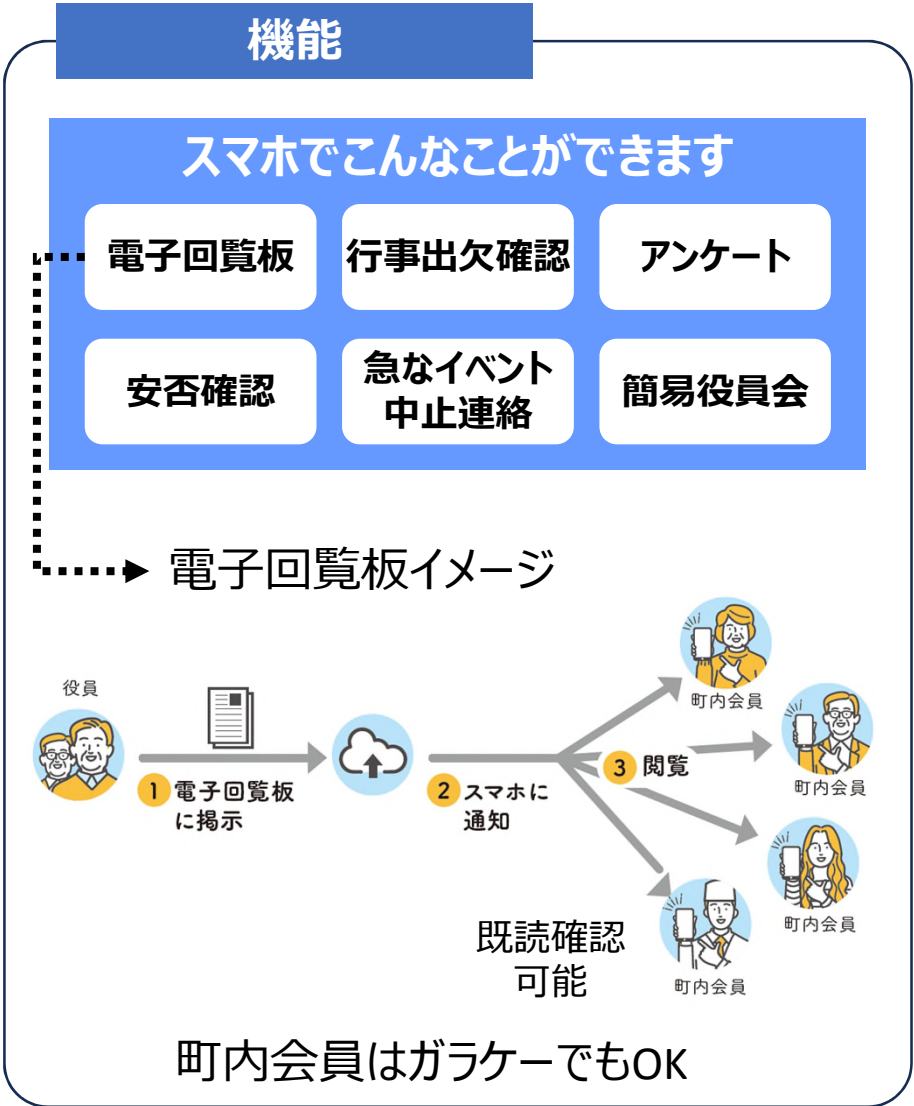 機能
スマホでこんなことができます
電子回覧板
行事出欠確認
アンケート
安否確認
急なイベント
中止連絡
簡易役員会
電子回覧板イメージ
役員
1 電子回覧板
に掲示
2 スマホに
通知
3 閲覧
町内会員
町内会員
町内会員
町内会員
既読確認
可能
町内会員はガラケーでもOK